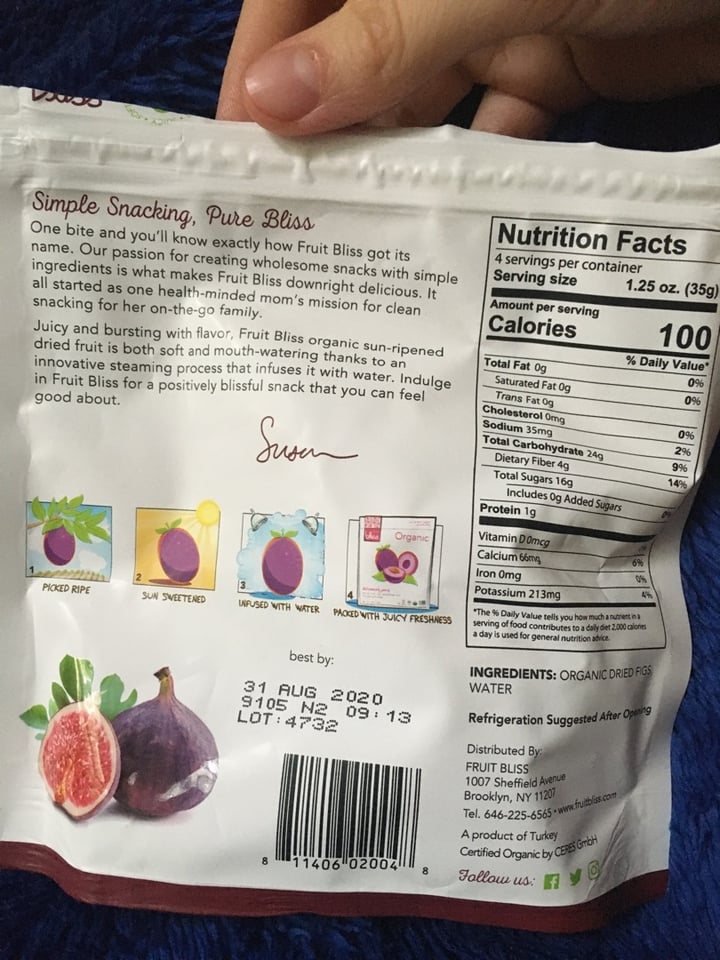 Simple Snacking, Pure Bliss
One bite and you'll know exactly how Fruit Bliss got its
name. Our passion for creating wholesome snacks with simple
ingredients is what makes Fruit Bliss downright delicious. It
all started as one health-minded mom's mission for clean
snacking for her on-the-go family.
Juicy and bursting with flavor, Fruit Bliss organic sun-ripened
dried fruit is both soft and mouth-watering thanks to an
innovative steaming process that infuses it with water. Indulge
in Fruit Bliss for a positively blissful snack that you can feel
good about.
Susan
1
PICKED RIPE
2
SUN SWEETENED
3
INFUSED WITH WATER
Organic
4
PACKED WITH JUICY FRESHNESS
best by:
31 AUG 2020
9105 N2 09:13
LOT:4732
8 11406 02004 8
Nutrition Facts
4 servings per container
Serving size 1.25 oz. (35g)
Amount per serving
Calories 100
% Daily Value*
Total Fat 0g 0%
Saturated Fat 0g 0%
Trans Fat 0g
Cholesterol 0mg 0%
Sodium 35mg 2%
Total Carbohydrate 24g 9%
Dietary Fiber 4g 14%
Total Sugars 16g
Includes 0g Added Sugars 0%
Protein 1g
Vitamin D 0mcg
Calcium 66mg 6%
Iron 0mg 0%
Potassium 213mg 4%
*The % Daily Value tells you how much a nutrient in a
serving of food contributes to a daily diet 2,000 calories
a day is used for general nutrition advice.
INGREDIENTS: ORGANIC DRIED FIGS,
WATER
Refrigeration Suggested After Opening
Distributed By:
FRUIT BLISS
1007 Sheffield Avenue
Brooklyn, NY 11207
Tel. 646-225-6565 • www.fruitbliss.com
A product of Turkey
Certified Organic by CERES GmbH
Follow us: